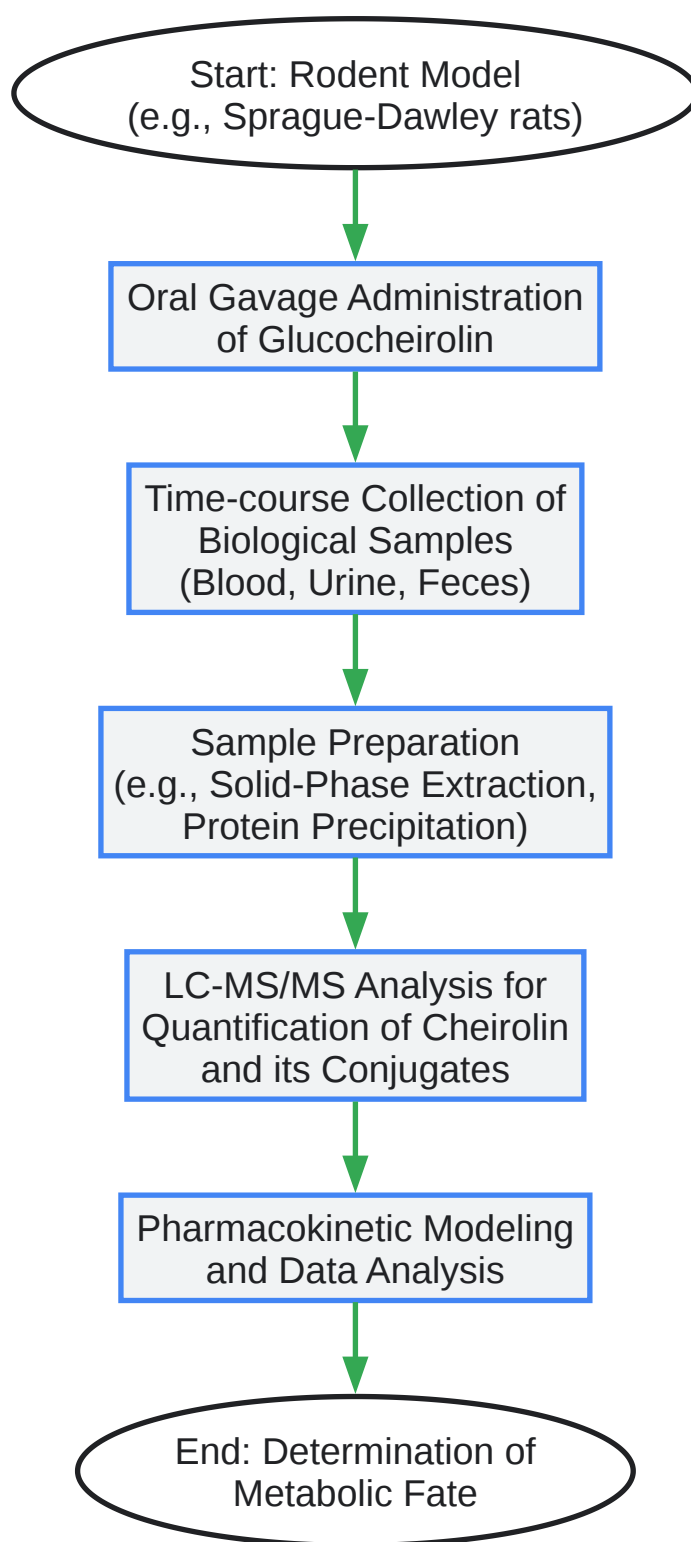 Start: Rodent Model
(e.g., Sprague-Dawley rats)
Oral Gavage Administration
of Glucocheirolin
Time-course Collection of
Biological Samples
(Blood, Urine, Feces)
Sample Preparation
(e.g., Solid-Phase Extraction,
Protein Precipitation)
LC-MS/MS Analysis for
Quantification of Cheirolin
and its Conjugates
Pharmacokinetic Modeling
and Data Analysis
End: Determination of
Metabolic Fate